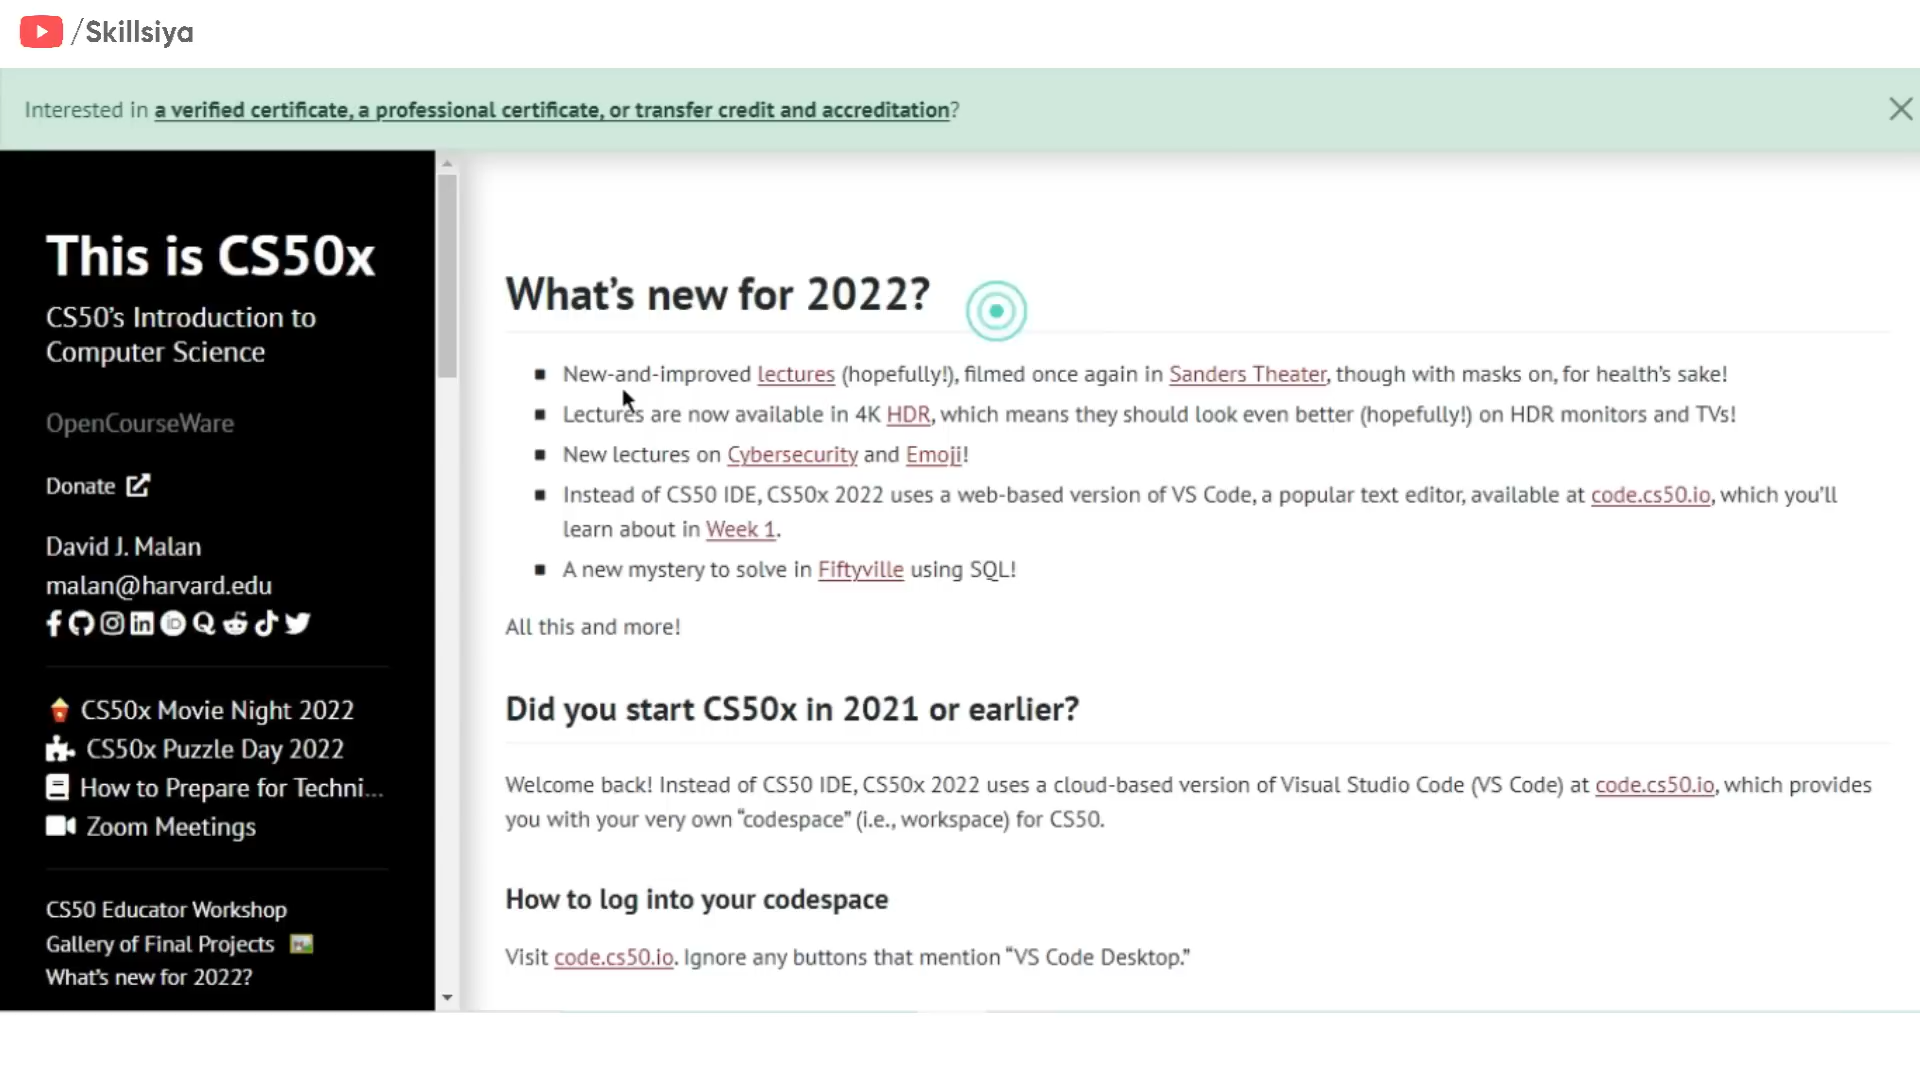 /Skillsiya
Interested in a verified certificate, a professional certificate, or transfer credit and accreditation?
This is CS50x
CS50's Introduction to
Computer Science
OpenCourseWare
Donate
David J. Malan
malan@harvard.edu
CS50x Movie Night 2022
CS50x Puzzle Day 2022
How to Prepare for Techni...
Zoom Meetings
CS50 Educator Workshop
Gallery of Final Projects
What's new for 2022?
What's new for 2022?
New-and-improved lectures (hopefully!), filmed once again in Sanders Theater, though with masks on, for health's sake!
Lectures are now available in 4K HDR, which means they should look even better (hopefully!) on HDR monitors and TVs!
New lectures on Cybersecurity and Emoji!
Instead of CS50 IDE, CS50x 2022 uses a web-based version of VS Code, a popular text editor, available at code.cs50.io, which you'll
learn about in Week 1.
A new mystery to solve in Fiftyville using SQL!
All this and more!
Did you start CS50x in 2021 or earlier?
Welcome back! Instead of CS50 IDE, CS50x 2022 uses a cloud-based version of Visual Studio Code (VS Code) at code.cs50.io, which provides
you with your very own "codespace" (i.e., workspace) for CS50.
How to log into your codespace
Visit code.cs50.io. Ignore any buttons that mention "VS Code Desktop."